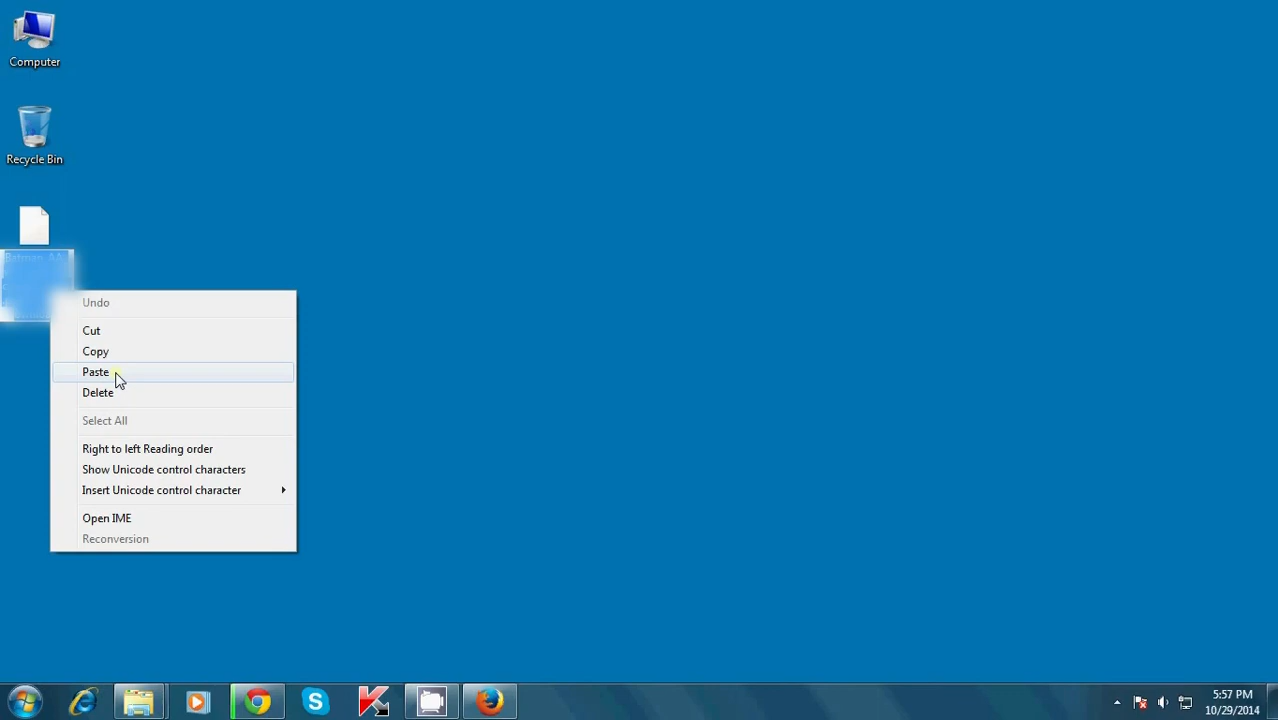 Computer
Recycle Bin
Batman
Undo
Cut
Copy
Paste
Delete
Select All
Right to left Reading order
Show Unicode control characters
Insert Unicode control character
Open IME
Reconversion
5:57 PM
10/29/2014